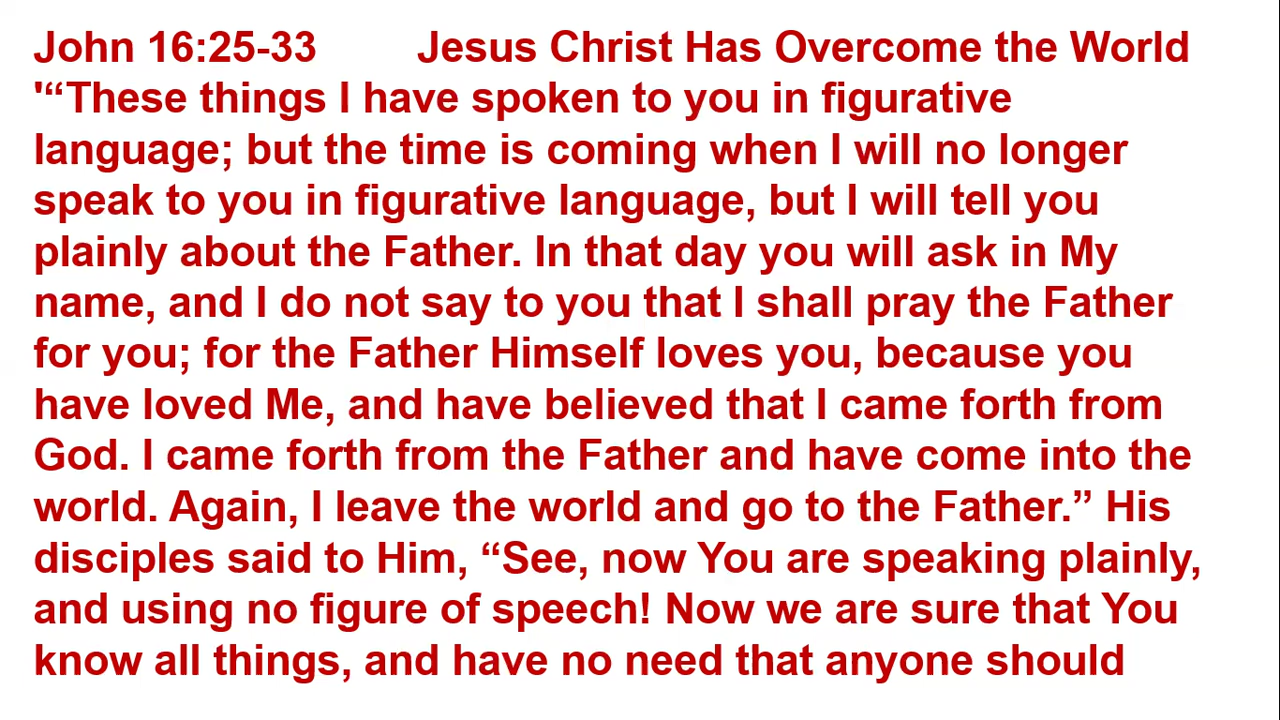 John 16:25-33 Jesus Christ Has Overcome the World
'“These things I have spoken to you in figurative
language; but the time is coming when I will no longer
speak to you in figurative language, but I will tell you
plainly about the Father. In that day you will ask in My
name, and I do not say to you that I shall pray the Father
for you; for the Father Himself loves you, because you
have loved Me, and have believed that I came forth from
God. I came forth from the Father and have come into the
world. Again, I leave the world and go to the Father.” His
disciples said to Him, “See, now You are speaking plainly,
and using no figure of speech! Now we are sure that You
know all things, and have no need that anyone should